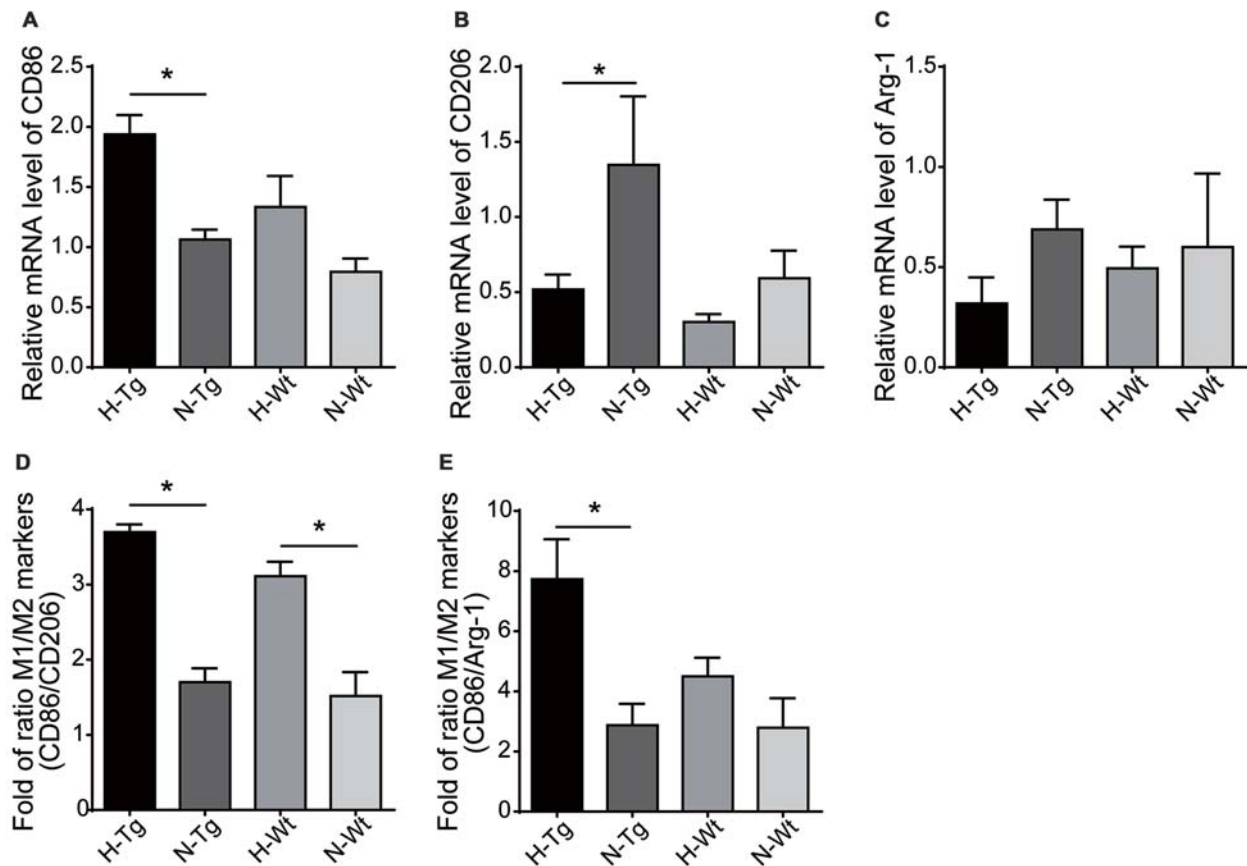 A
Relative mRNA level of CD86
2.5
2.0
1.5
1.0
0.5
0.0
*
H-Tg
N-Tg
H-Wt
N-Wt
B
Relative mRNA level of CD206
2.0
1.5
1.0
0.5
0.0
*
H-Tg
N-Tg
H-Wt
N-Wt
C
Relative mRNA level of Arg-1
1.5
1.0
0.5
0.0
H-Tg
N-Tg
H-Wt
N-Wt
D
Fold of ratio M1/M2 markers
(CD86/CD206)
4
3
2
1
0
*
*
H-Tg
N-Tg
H-Wt
N-Wt
E
Fold of ratio M1/M2 markers
(CD86/Arg-1)
10
8
6
4
2
0
*
H-Tg
N-Tg
H-Wt
N-Wt